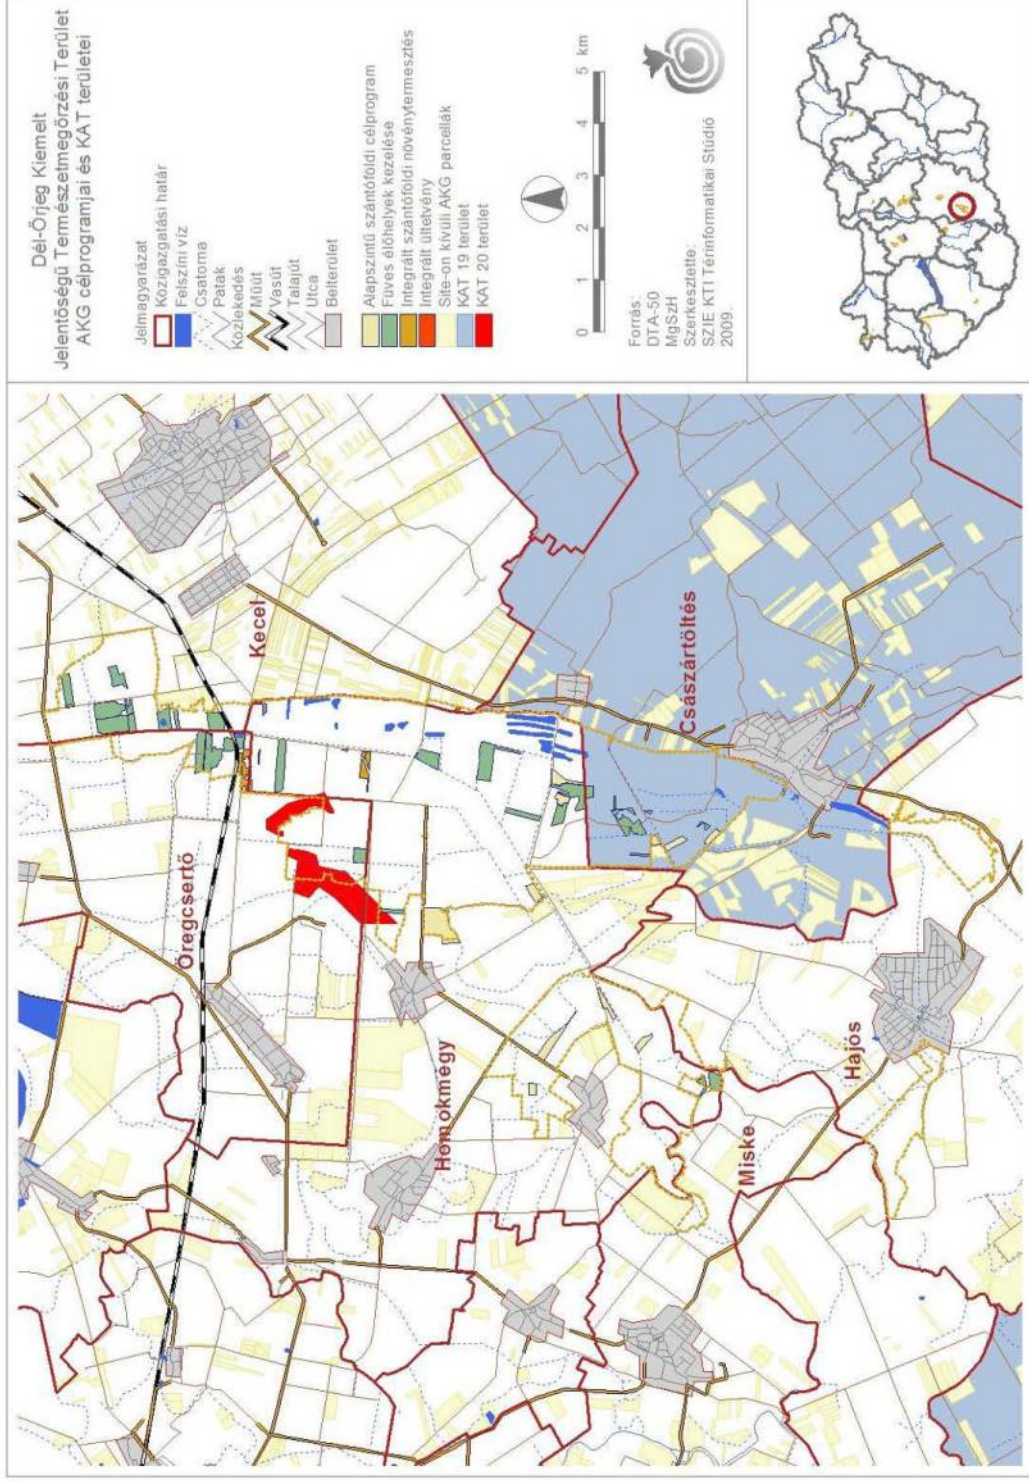 Dél-Őrjeg Kiemelt
Jelentőségű Természetmegőrzési Terület
AKG célprogramjai és KAT területei
Jelmagyarázat
Közigazgatási határ
Felszíni víz
Csatorna
Patak
Közlekedés
Műút
Vasút
Talajút
Utca
Belterület
Alapszintű szántóföldi célprogram
Füves élőhelyek kezelése
Integrált szántóföldi növénytermesztés
Integrált ültetvény
Site-on kívüli AKG parcellák
KAT 19 terület
KAT 20 terület
0 1 2 3 4 5 km
Forrás:
DTA-50
MgSzH
Szerkesztette:
SZIE KTI Térinformatikai Stúdió
2009.
Kecel
Öregcsertő
Császártöltés
Homokmégy
Hajós
Miske